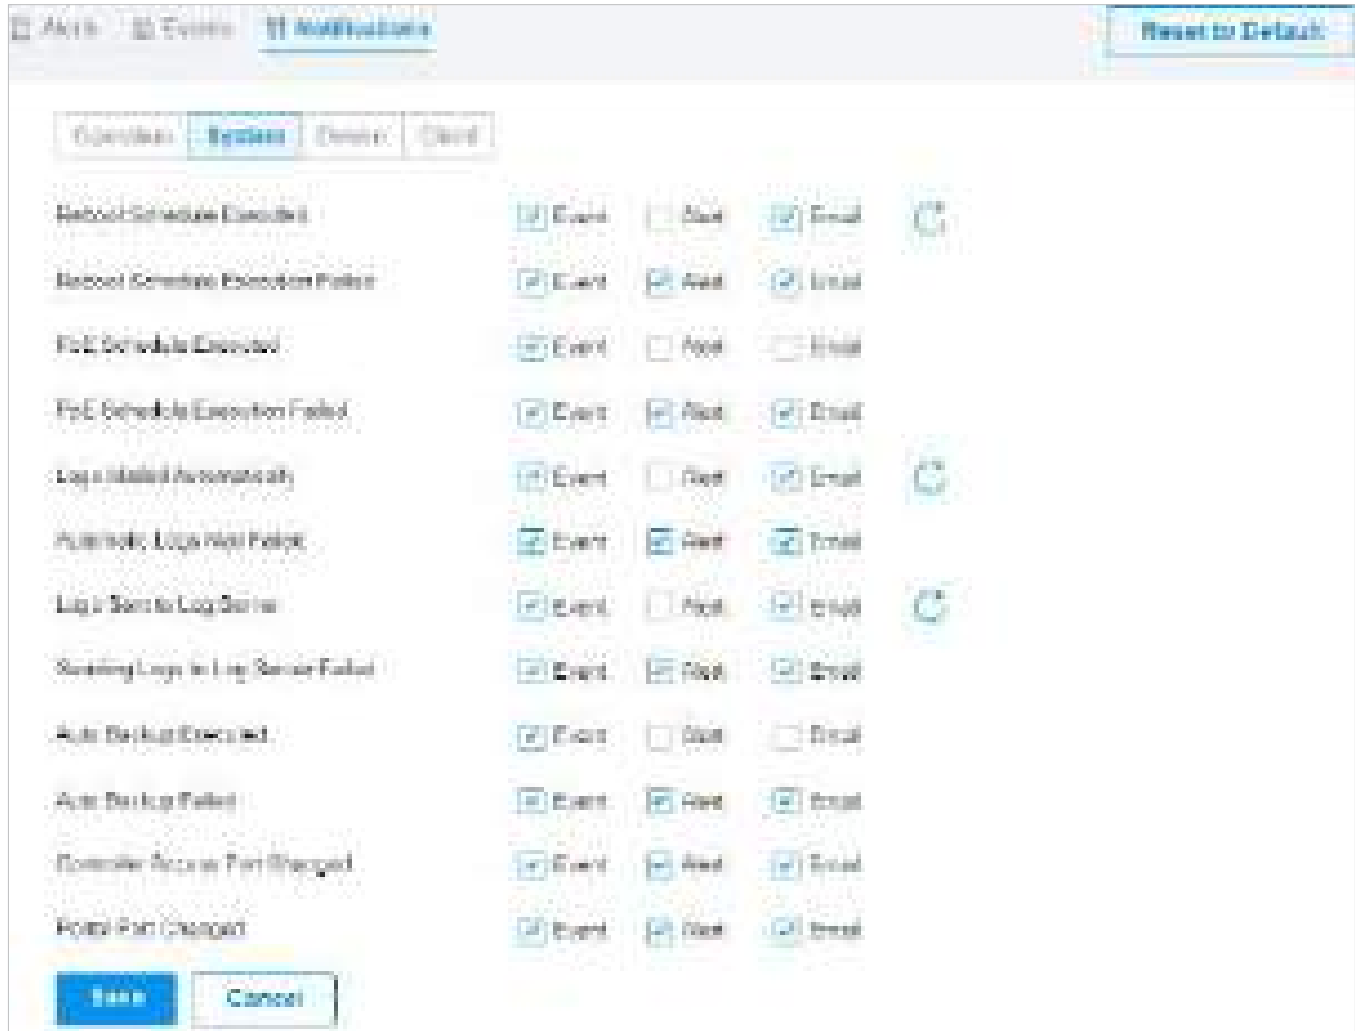 Alerts Events Notifications
Reset to Default
Operation System Device Client
Reboot Schedule Executed Event Alert Email
Reboot Schedule Execution Failed Event Alert Email
PoE Schedule Executed Event Alert Email
PoE Schedule Execution Failed Event Alert Email
Logs Mailed Automatically Event Alert Email
Automatic Logs Mail Failed Event Alert Email
Logs Sent to Log Server Event Alert Email
Sending Logs to Log Server Failed Event Alert Email
Auto Backup Executed Event Alert Email
Auto Backup Failed Event Alert Email
Controller Access Port Changed Event Alert Email
Portal Port Changed Event Alert Email
Save Cancel